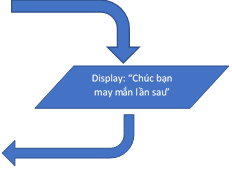 Display: “Chúc bạn
may mắn lần sau”